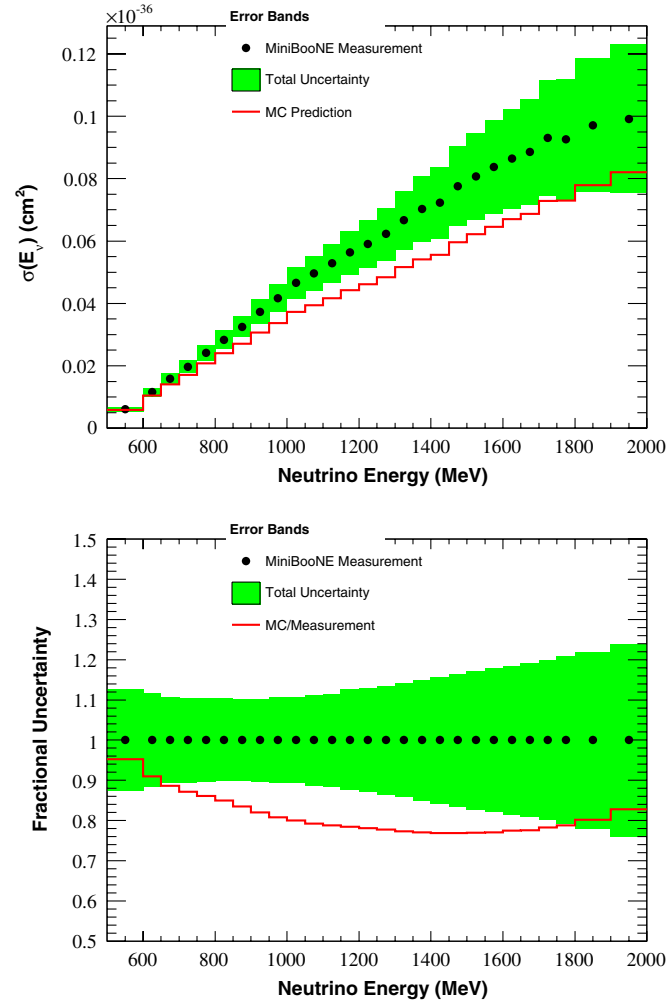 ×10⁻³⁶
Error Bands
MiniBooNE Measurement
Total Uncertainty
MC Prediction
0.12
0.1
0.08
0.06
0.04
0.02
0
σ(Eν) (cm²)
600 800 1000 1200 1400 1600 1800 2000
Neutrino Energy (MeV)
Error Bands
MiniBooNE Measurement
Total Uncertainty
MC/Measurement
1.5
1.4
1.3
1.2
1.1
1
0.9
0.8
0.7
0.6
0.5
Fractional Uncertainty
600 800 1000 1200 1400 1600 1800 2000
Neutrino Energy (MeV)